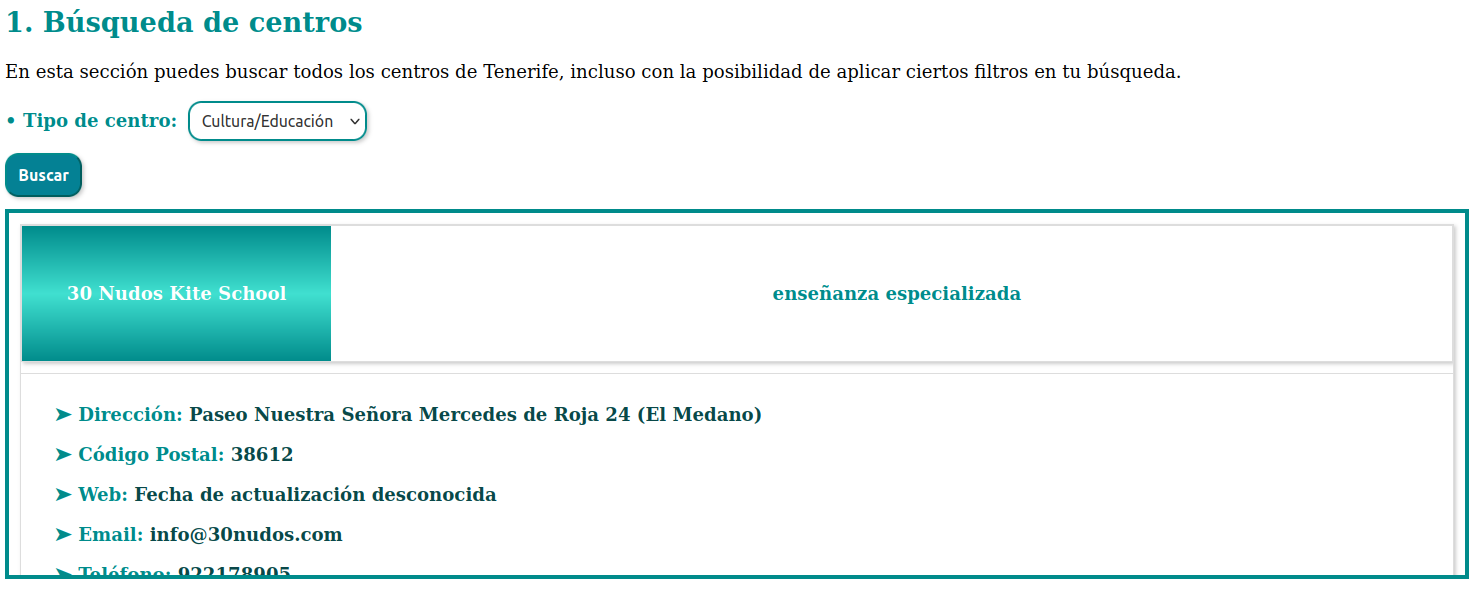 1. Búsqueda de centros
En esta sección puedes buscar todos los centros de Tenerife, incluso con la posibilidad de aplicar ciertos filtros en tu búsqueda.
• Tipo de centro: Cultura/Educación
Buscar
30 Nudos Kite School enseñanza especializada
➤ Dirección: Paseo Nuestra Señora Mercedes de Roja 24 (El Medano)
➤ Código Postal: 38612
➤ Web: Fecha de actualización desconocida
➤ Email: info@30nudos.com
➤ Teléfono: 922178905